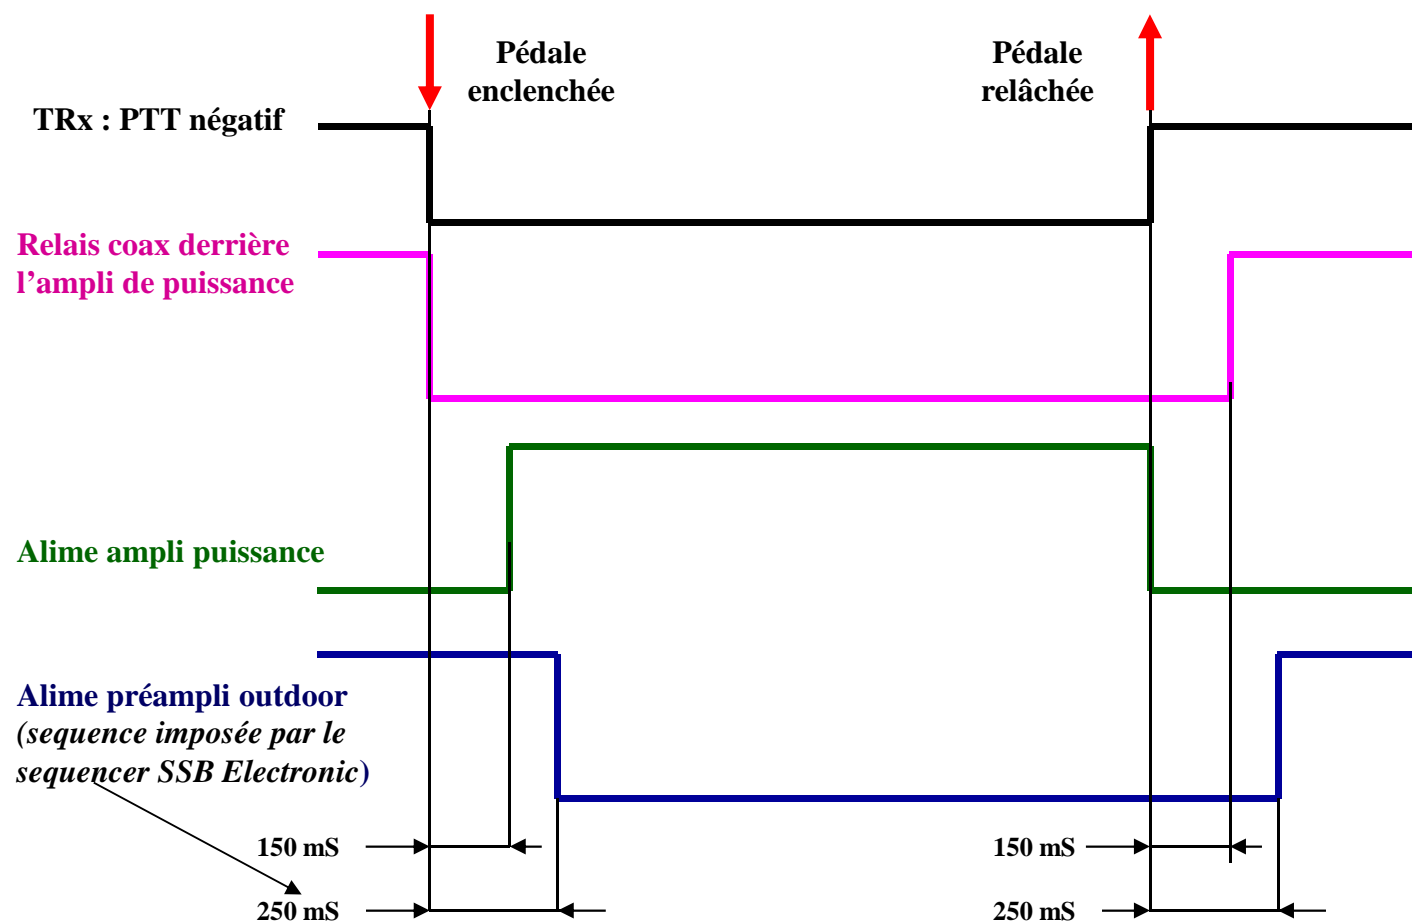 Pédale
enclenchée
Pédale
relâchée
TRx : PTT négatif
Relais coax derrière
l’ampli de puissance
Alime ampli puissance
Alime préampli outdoor
(sequence imposée par le
sequencer SSB Electronic)
150 mS
150 mS
250 mS
250 mS